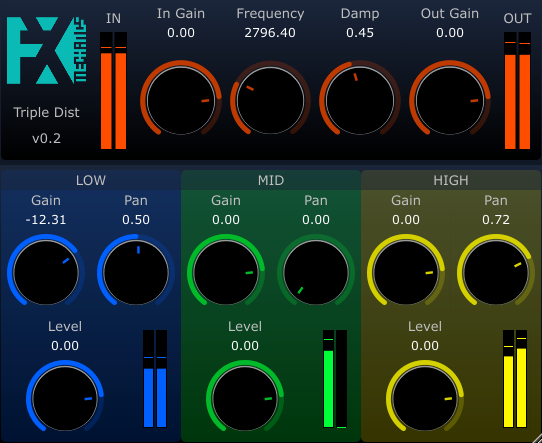 FX
MECHANICS
IN
In Gain
Frequency
Damp
Out Gain
OUT
0.00
2796.40
0.45
0.00
Triple Dist
v0.2
LOW
MID
HIGH
Gain
Pan
Gain
Pan
Gain
Pan
-12.31
0.50
0.00
0.00
0.00
0.72
Level
Level
Level
0.00
0.00
0.00